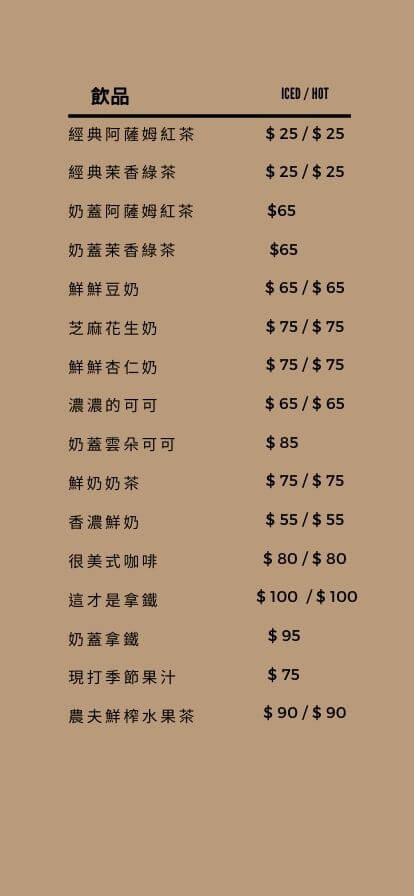 飲品 ICED / HOT
經典阿薩姆紅茶 $ 25 / $ 25
經典茉香綠茶 $ 25 / $ 25
奶蓋阿薩姆紅茶 $65
奶蓋茉香綠茶 $65
鮮鮮豆奶 $ 65 / $ 65
芝麻花生奶 $ 75 / $ 75
鮮鮮杏仁奶 $ 75 / $ 75
濃濃的可可 $ 65 / $ 65
奶蓋雲朵可可 $ 85
鮮奶奶茶 $ 75 / $ 75
香濃鮮奶 $ 55 / $ 55
很美式咖啡 $ 80 / $ 80
這才是拿鐵 $ 100 / $ 100
奶蓋拿鐵 $ 95
現打季節果汁 $ 75
農夫鮮榨水果茶 $ 90 / $ 90